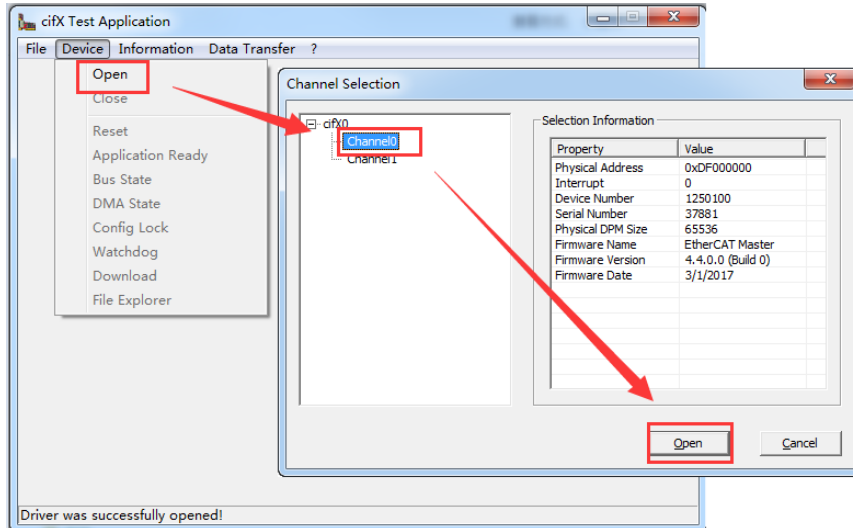 cifX Test Application
File Device Information Data Transfer ?
Open
Close
Reset
Application Ready
Bus State
DMA State
Config Lock
Watchdog
Download
File Explorer
Channel Selection
cifX0
Channel0
Channel1
Selection Information
Property Value
Physical Address 0xDF000000
Interrupt 0
Device Number 1250100
Serial Number 37881
Physical DPM Size 65536
Firmware Name EtherCAT Master
Firmware Version 4.4.0.0 (Build 0)
Firmware Date 3/1/2017
Open Cancel
Driver was successfully opened!